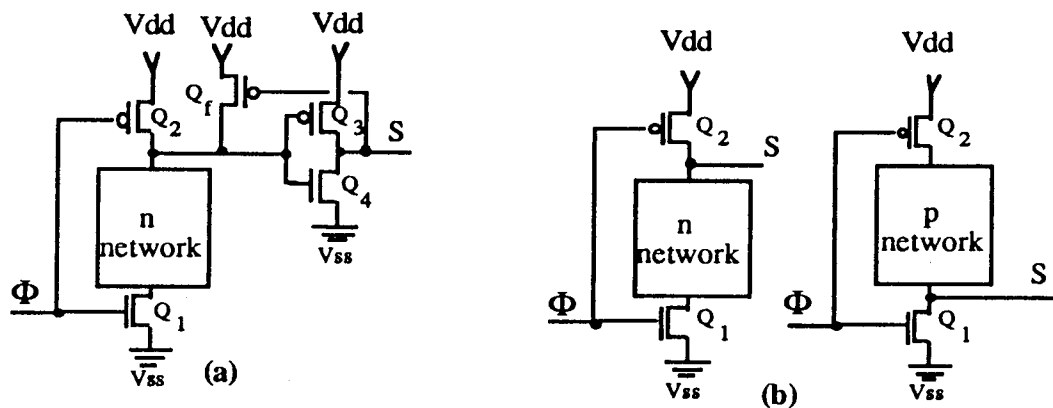 Vdd Vdd Vdd
Q2
Qf
Q3
Q4
S
n
network
Vss
Φ
Q1
Vss
(a)
Vdd
Q2
S
n
network
Φ
Q1
Vss
Vdd
Q2
p
network
S
Φ
Q1
Vss
(b)